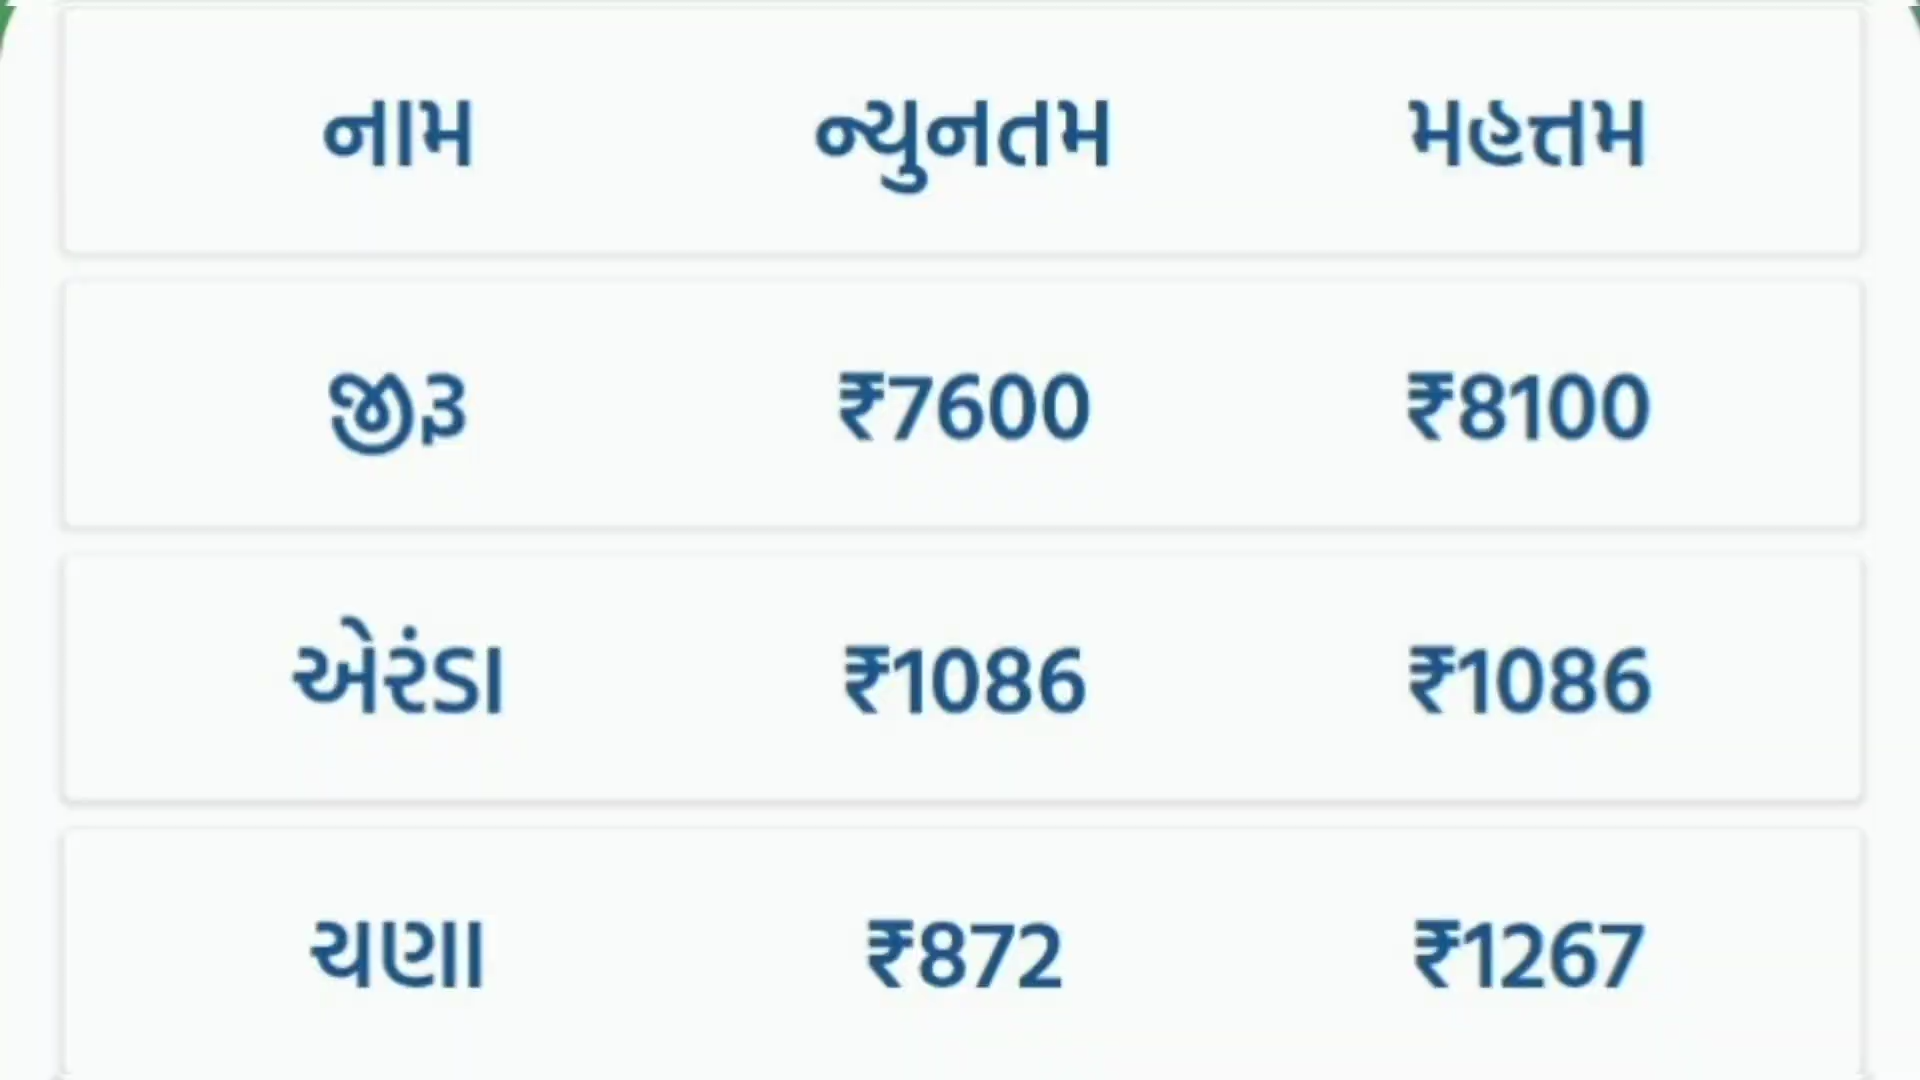 નામ ન્યુનતમ મહત્તમ
જીરૂ ₹7600 ₹8100
એરંડા ₹1086 ₹1086
ચણા ₹872 ₹1267